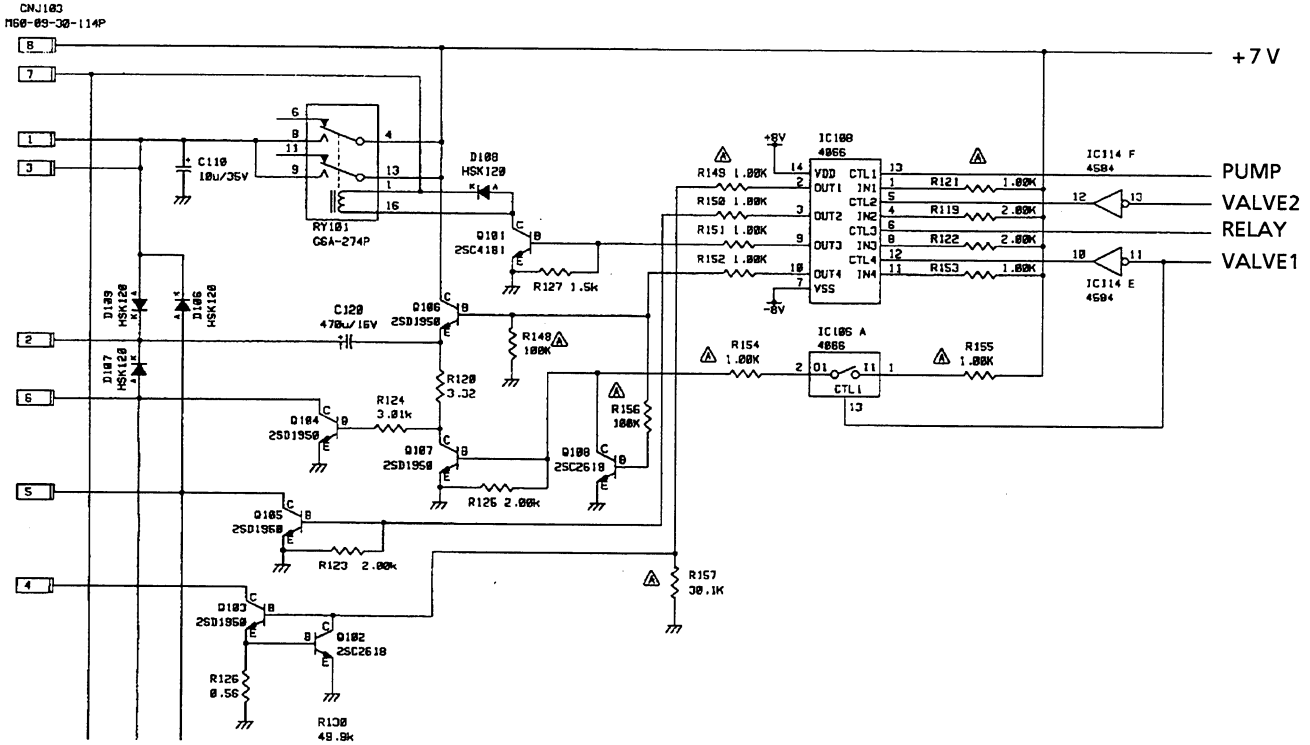 CNJ103
M60-09-30-114P
8
+7V
7
6
1
8
4
+8V
IC108
4066
11
C110
10u/35V
D108
HSK120
R149 1.00K
14 VDD CTL1 13
IC114 F
4584
PUMP
3
9
13
2 OUT1 IN1 1
R121 1.00K
1
K A
R150 1.00K
CTL2 5
12 13
VALVE2
16
3 OUT2 IN2 4
R119 2.00K
RY101
G6A-274P
Q101
2SC4181
C
B
E
R151 1.00K
CTL3 6
RELAY
9 OUT3 IN3 8
R122 2.00K
R152 1.00K
CTL4 12
10 11
VALVE1
10 OUT4 IN4 11
R153 1.00K
R127 1.5k
7 VSS
IC114 E
4584
-8V
D109
HSK120
A
K
D106
HSK120
K
A
C120
470u/16V
Q106
2SD1950
C
B
E
R148
100K
A
IC106 A
4066
R154
1.00K
R155
1.00K
2
D107
HSK120
K
A
2 O1 I1 1
CTL1
13
R120
3.32
6
R124
3.01k
R156
100K
Q104
2SD1950
C
B
E
Q107
2SD1950
C
B
E
Q108
2SC2618
C
B
E
5
R126 2.00k
Q105
2SD1960
C
B
E
R123 2.00k
4
R157
30.1K
Q103
2SD1960
C
B
E
Q102
2SC2618
C
B
E
R126
0.56
R130
49.9k